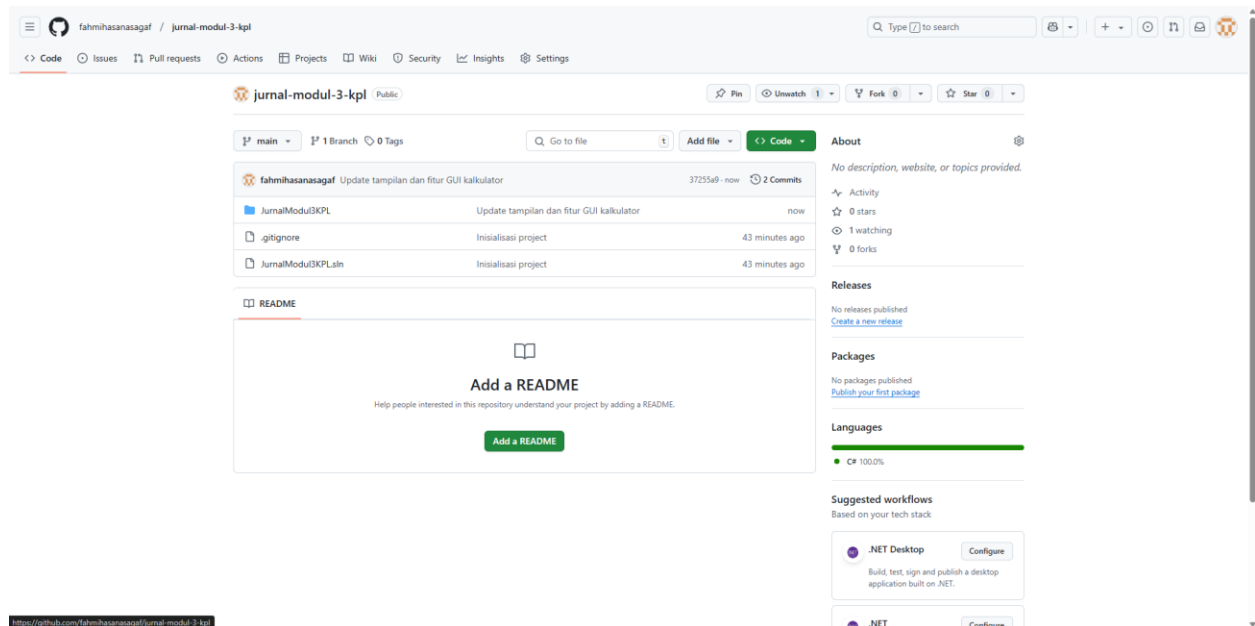 fahmihasanasagaf / jurnal-modul-3-kpl
Type / to search
Code Issues Pull requests Actions Projects Wiki Security Insights Settings
jurnal-modul-3-kpl Public
Pin Unwatch 1 Fork 0 Star 0
main 1 Branch 0 Tags
Go to file t Add file Code
fahmihasanasagaf Update tampilan dan fitur GUI kalkulator 37255a9 · now 2 Commits
JurnalModul3KPL Update tampilan dan fitur GUI kalkulator now
.gitignore Inisialisasi project 43 minutes ago
JurnalModul3KPL.sln Inisialisasi project 43 minutes ago
README
Add a README
Help people interested in this repository understand your project by adding a README.
Add a README
About
No description, website, or topics provided.
Activity
0 stars
1 watching
0 forks
Releases
No releases published
Create a new release
Packages
No packages published
Publish your first package
Languages
C# 100.0%
Suggested workflows
Based on your tech stack
.NET Desktop Configure
Build, test, sign and publish a desktop
application built on .NET.
.NET Configure
https://github.com/fahmihasanasagaf/jurnal-modul-3-kpl